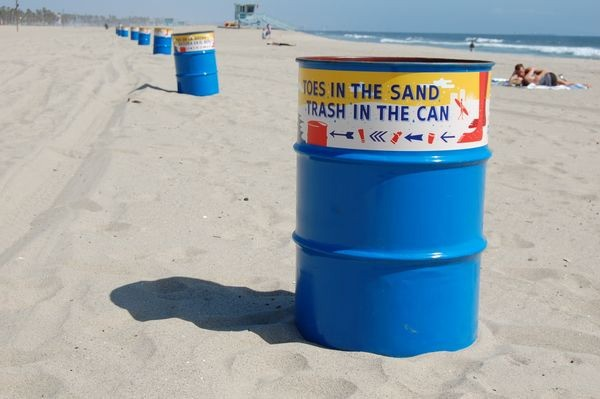 TOES IN THE SAND
TRASH IN THE CAN